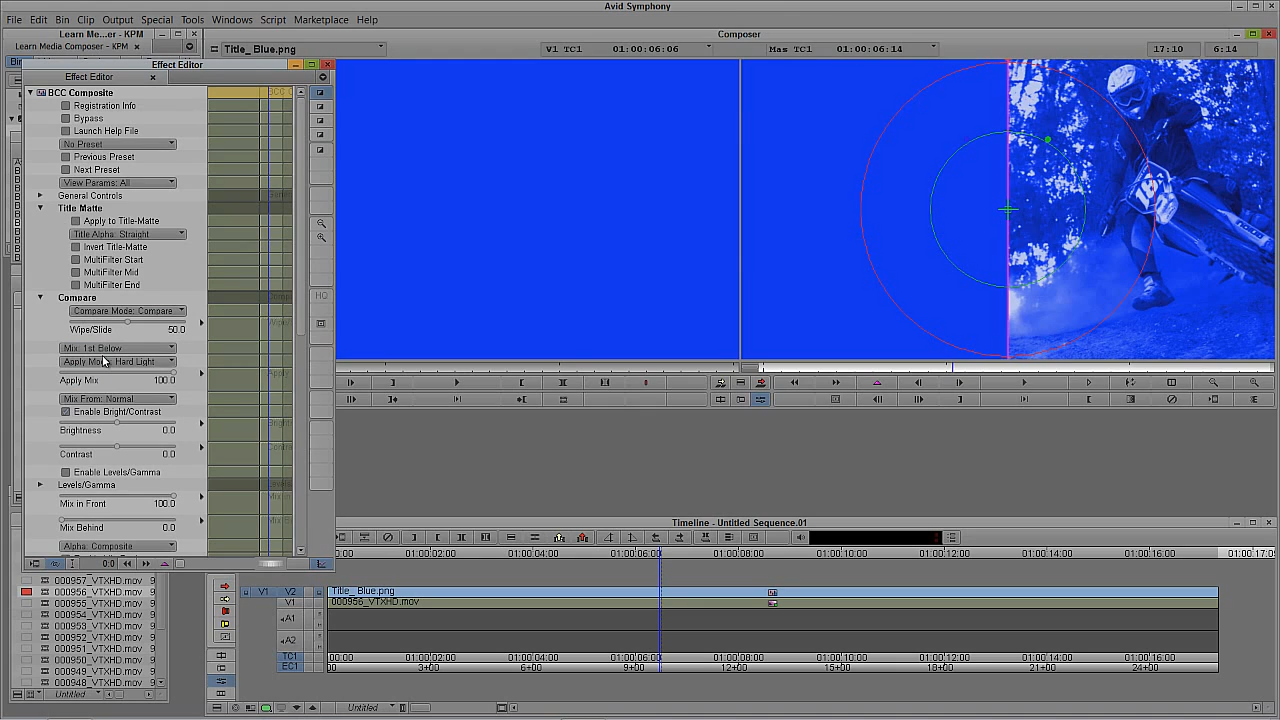 Avid Symphony
File Edit Bin Clip Output Special Tools Windows Script Marketplace Help
Learn Me...er - KPM
Composer
Learn Media Composer - KPM
Title_ Blue.png
V1 TC1 01:00:06:06
Mas TC1 01:00:06:14
17:10 6:14
Effect Editor
Effect Editor
BCC Composite
Registration Info
Bypass
Launch Help File
No Preset
Previous Preset
Next Preset
View Params: All
General Controls
Title Matte
Apply to Title-Matte
Title Alpha: Straight
Invert Title-Matte
MultiFilter Start
MultiFilter Mid
MultiFilter End
Compare
Compare Mode: Compare
Wipe/Slide 50.0
Mix: 1st Below
Hard Light
Apply Mix 100.0
Mix From: Normal
Enable Bright/Contrast
Brightness 0.0
Contrast 0.0
Enable Levels/Gamma
Levels/Gamma
Mix in Front 100.0
Mix Behind 0.0
Alpha: Composite
HQ
0:0
Timeline - Untitled Sequence.01
00:00 01:00:02:00 01:00:04:00 01:00:06:00 01:00:08:00 01:00:10:00 01:00:12:00 01:00:14:00 01:00:16:00 01:00:17:0
000957_VTXHD.mov 9
000956_VTXHD.mov 9
000955_VTXHD.mov 9
000954_VTXHD.mov 9
000953_VTXHD.mov 9
000952_VTXHD.mov 9
000951_VTXHD.mov 9
000950_VTXHD.mov 9
000949_VTXHD.mov 9
000948_VTXHD.mov 9
Untitled
V1 V2 Title_ Blue.png
V1 000956_VTXHD.mov
A1
A2
TC1 00:00 01:00:02:00 01:00:04:00 01:00:06:00 01:00:08:00 01:00:10:00 01:00:12:00 01:00:14:00 01:00:16:00
EC1 00 3+00 6+00 9+00 12+00 15+00 18+00 21+00 24+00
Untitled